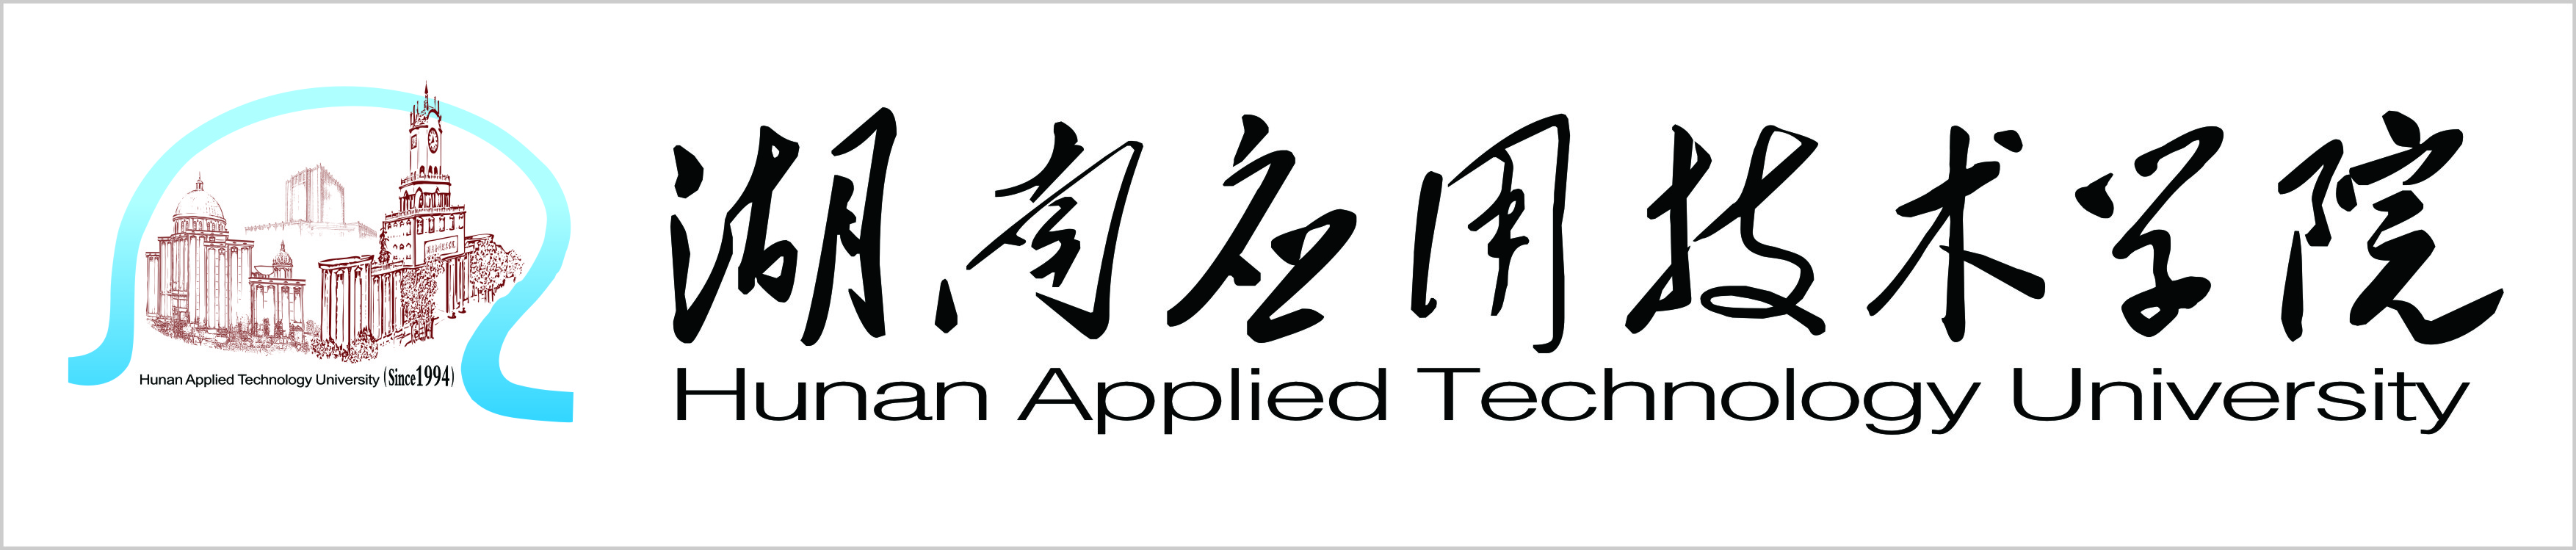 湖南应用技术学院
Hunan Applied Technology University
Hunan Applied Technology University (Since1994)